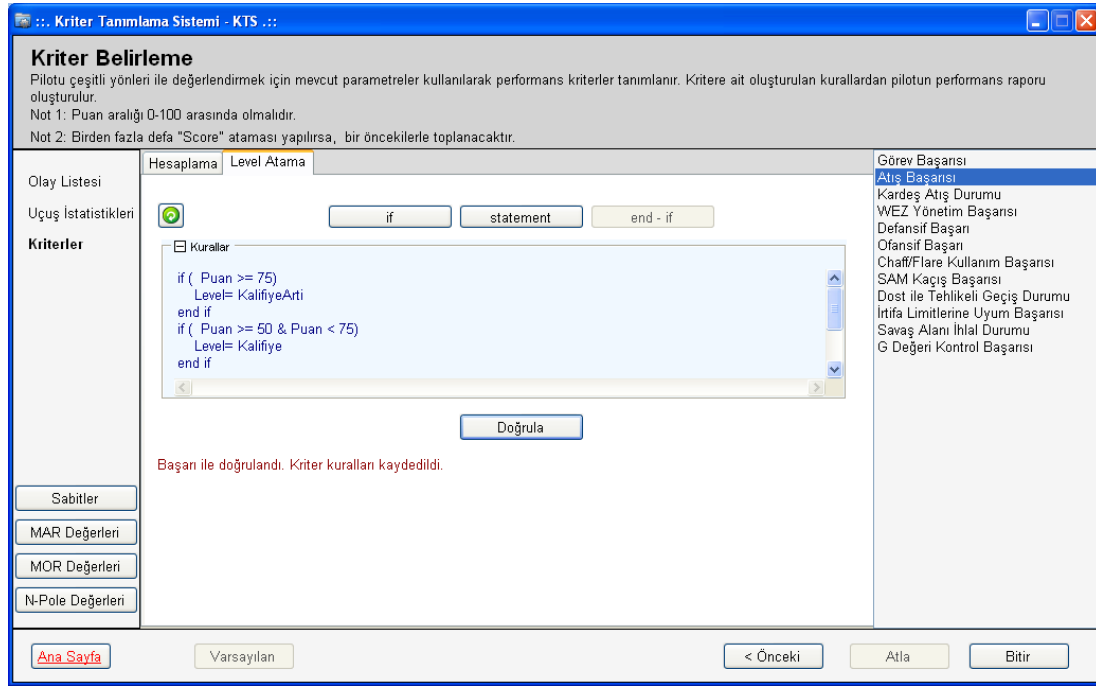 ::. Kriter Tanımlama Sistemi - KTS .::
Kriter Belirleme
Pilotu çeşitli yönleri ile değerlendirmek için mevcut parametreler kullanılarak performans kriterler tanımlanır. Kritere ait oluşturulan kurallardan pilotun performans raporu
oluşturulur.
Not 1: Puan aralığı 0-100 arasında olmalıdır.
Not 2: Birden fazla defa "Score" ataması yapılırsa, bir öncekilerle toplanacaktır.
Olay Listesi
Uçuş İstatistikleri
Kriterler
Sabitler
MAR Değerleri
MOR Değerleri
N-Pole Değerleri
Hesaplama Level Atama
if statement end - if
Kurallar
if ( Puan >= 75)
Level= KalifiyeArti
end if
if ( Puan >= 50 & Puan < 75)
Level= Kalifiye
end if
Doğrula
Başarı ile doğrulandı. Kriter kuralları kaydedildi.
Görev Başarısı
Atış Başarısı
Kardeş Atış Durumu
WEZ Yönetim Başarısı
Defansif Başarı
Ofansif Başarı
Chaff/Flare Kullanım Başarısı
SAM Kaçış Başarısı
Dost ile Tehlikeli Geçiş Durumu
İrtifa Limitlerine Uyum Başarısı
Savaş Alanı İhlal Durumu
G Değeri Kontrol Başarısı
Ana Sayfa Varsayılan < Önceki Atla Bitir